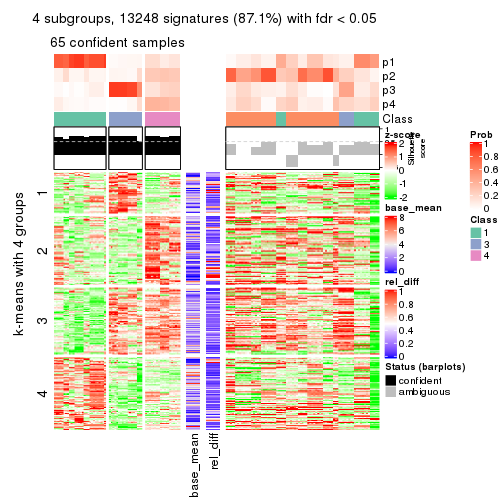 4 subgroups, 13248 signatures (87.1%) with fdr < 0.05
65 confident samples
p1
p2
p3
p4
Class
1
Silhouette
score
z-score
2
1
0
-1
-2
base_mean
8
6
4
2
0
rel_diff
1
0.8
0.6
0.4
0.2
0
Status (barplots)
confident
ambiguous
Prob
1
0.8
0.6
0.4
0.2
0
Class
1
3
4
k-means with 4 groups
1
2
3
4
base_mean
rel_diff